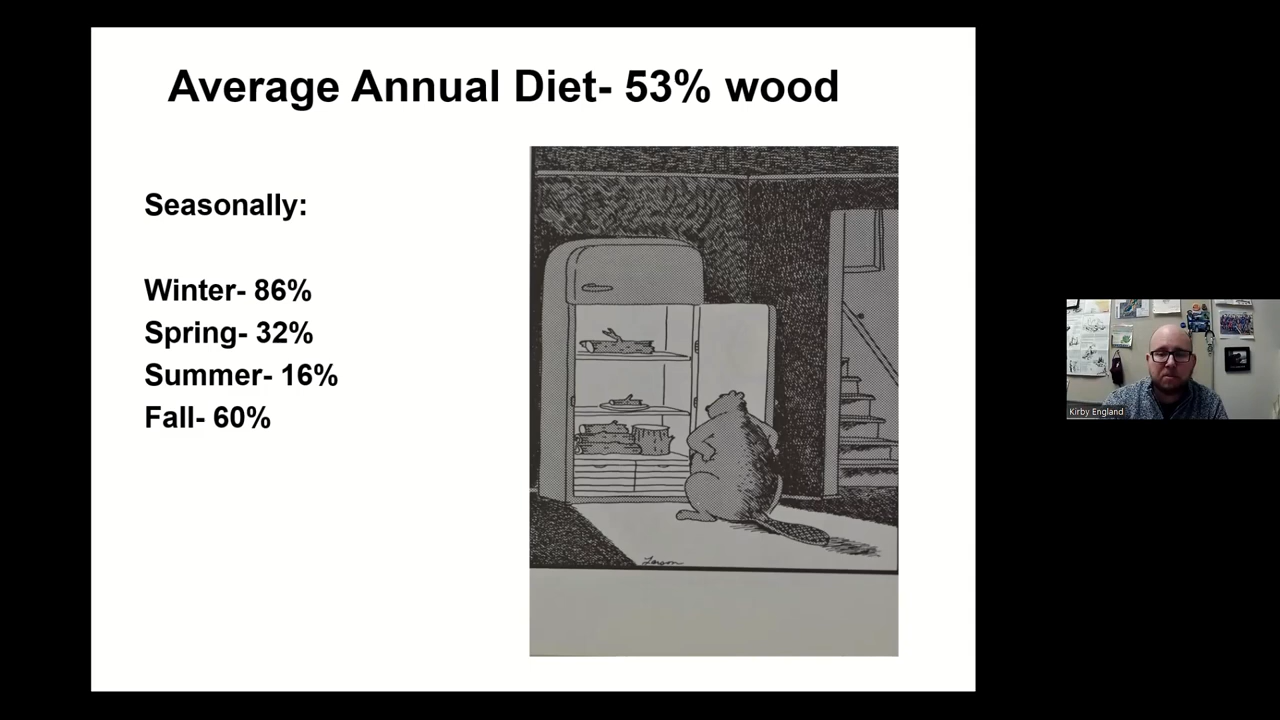 Average Annual Diet- 53% wood
Seasonally:
Winter- 86%
Spring- 32%
Summer- 16%
Fall- 60%
Larson
Kirby England